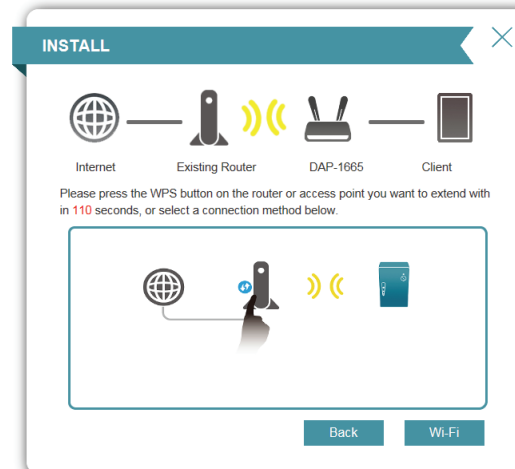 INSTALL
Internet Existing Router DAP-1665 Client
Please press the WPS button on the router or access point you want to extend with
in 110 seconds, or select a connection method below.
Back Wi-Fi